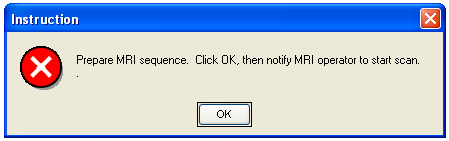 Instruction
Prepare MRI sequence.  Click OK, then notify MRI operator to start scan.
.
OK